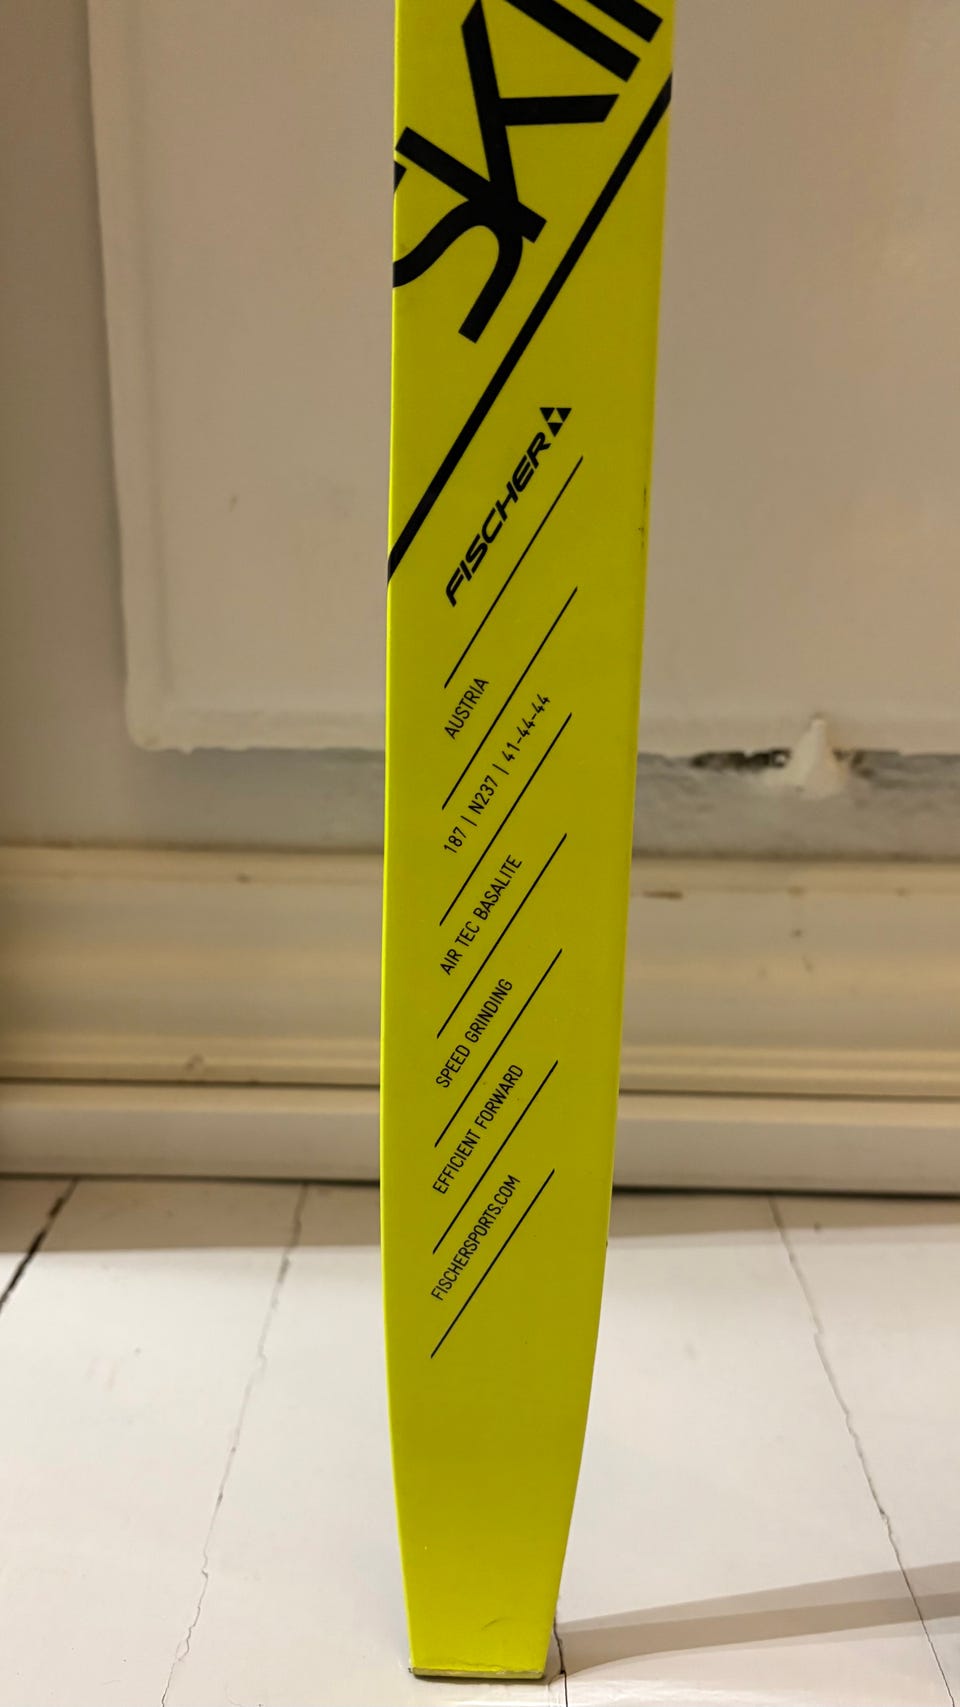 SKI
FISCHER
AUSTRIA
187 | N237 | 41-44-44
AIR TEC BASALITE
SPEED GRINDING
EFFICIENT FORWARD
FISCHERSPORTS.COM